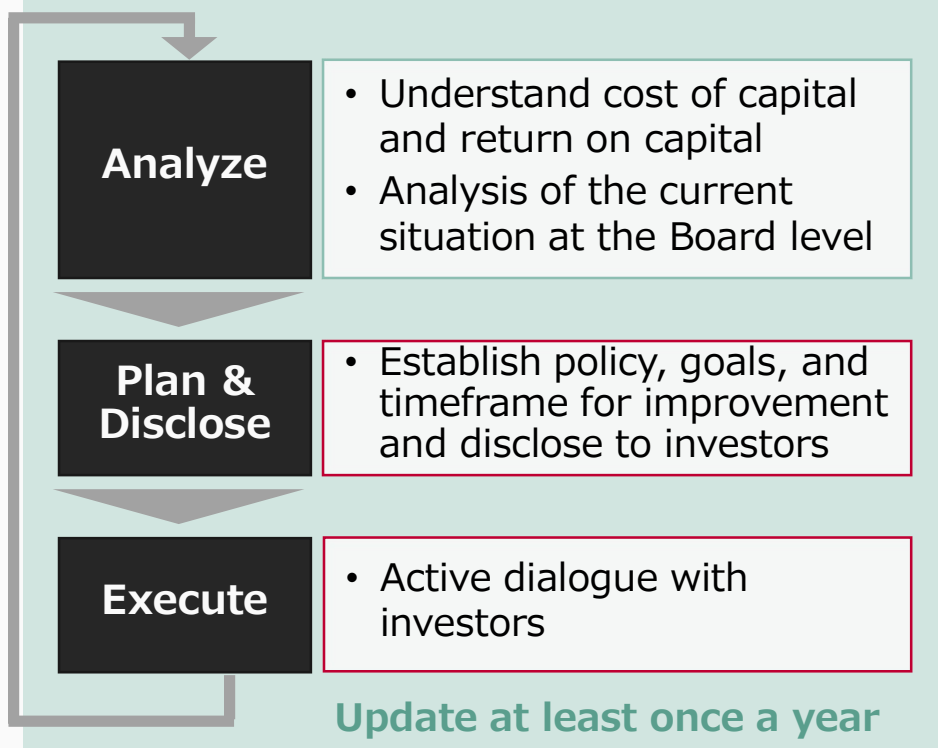 Analyze
• Understand cost of capital
and return on capital
• Analysis of the current
situation at the Board level
Plan &
Disclose
• Establish policy, goals, and
timeframe for improvement
and disclose to investors
Execute
• Active dialogue with
investors
Update at least once a year